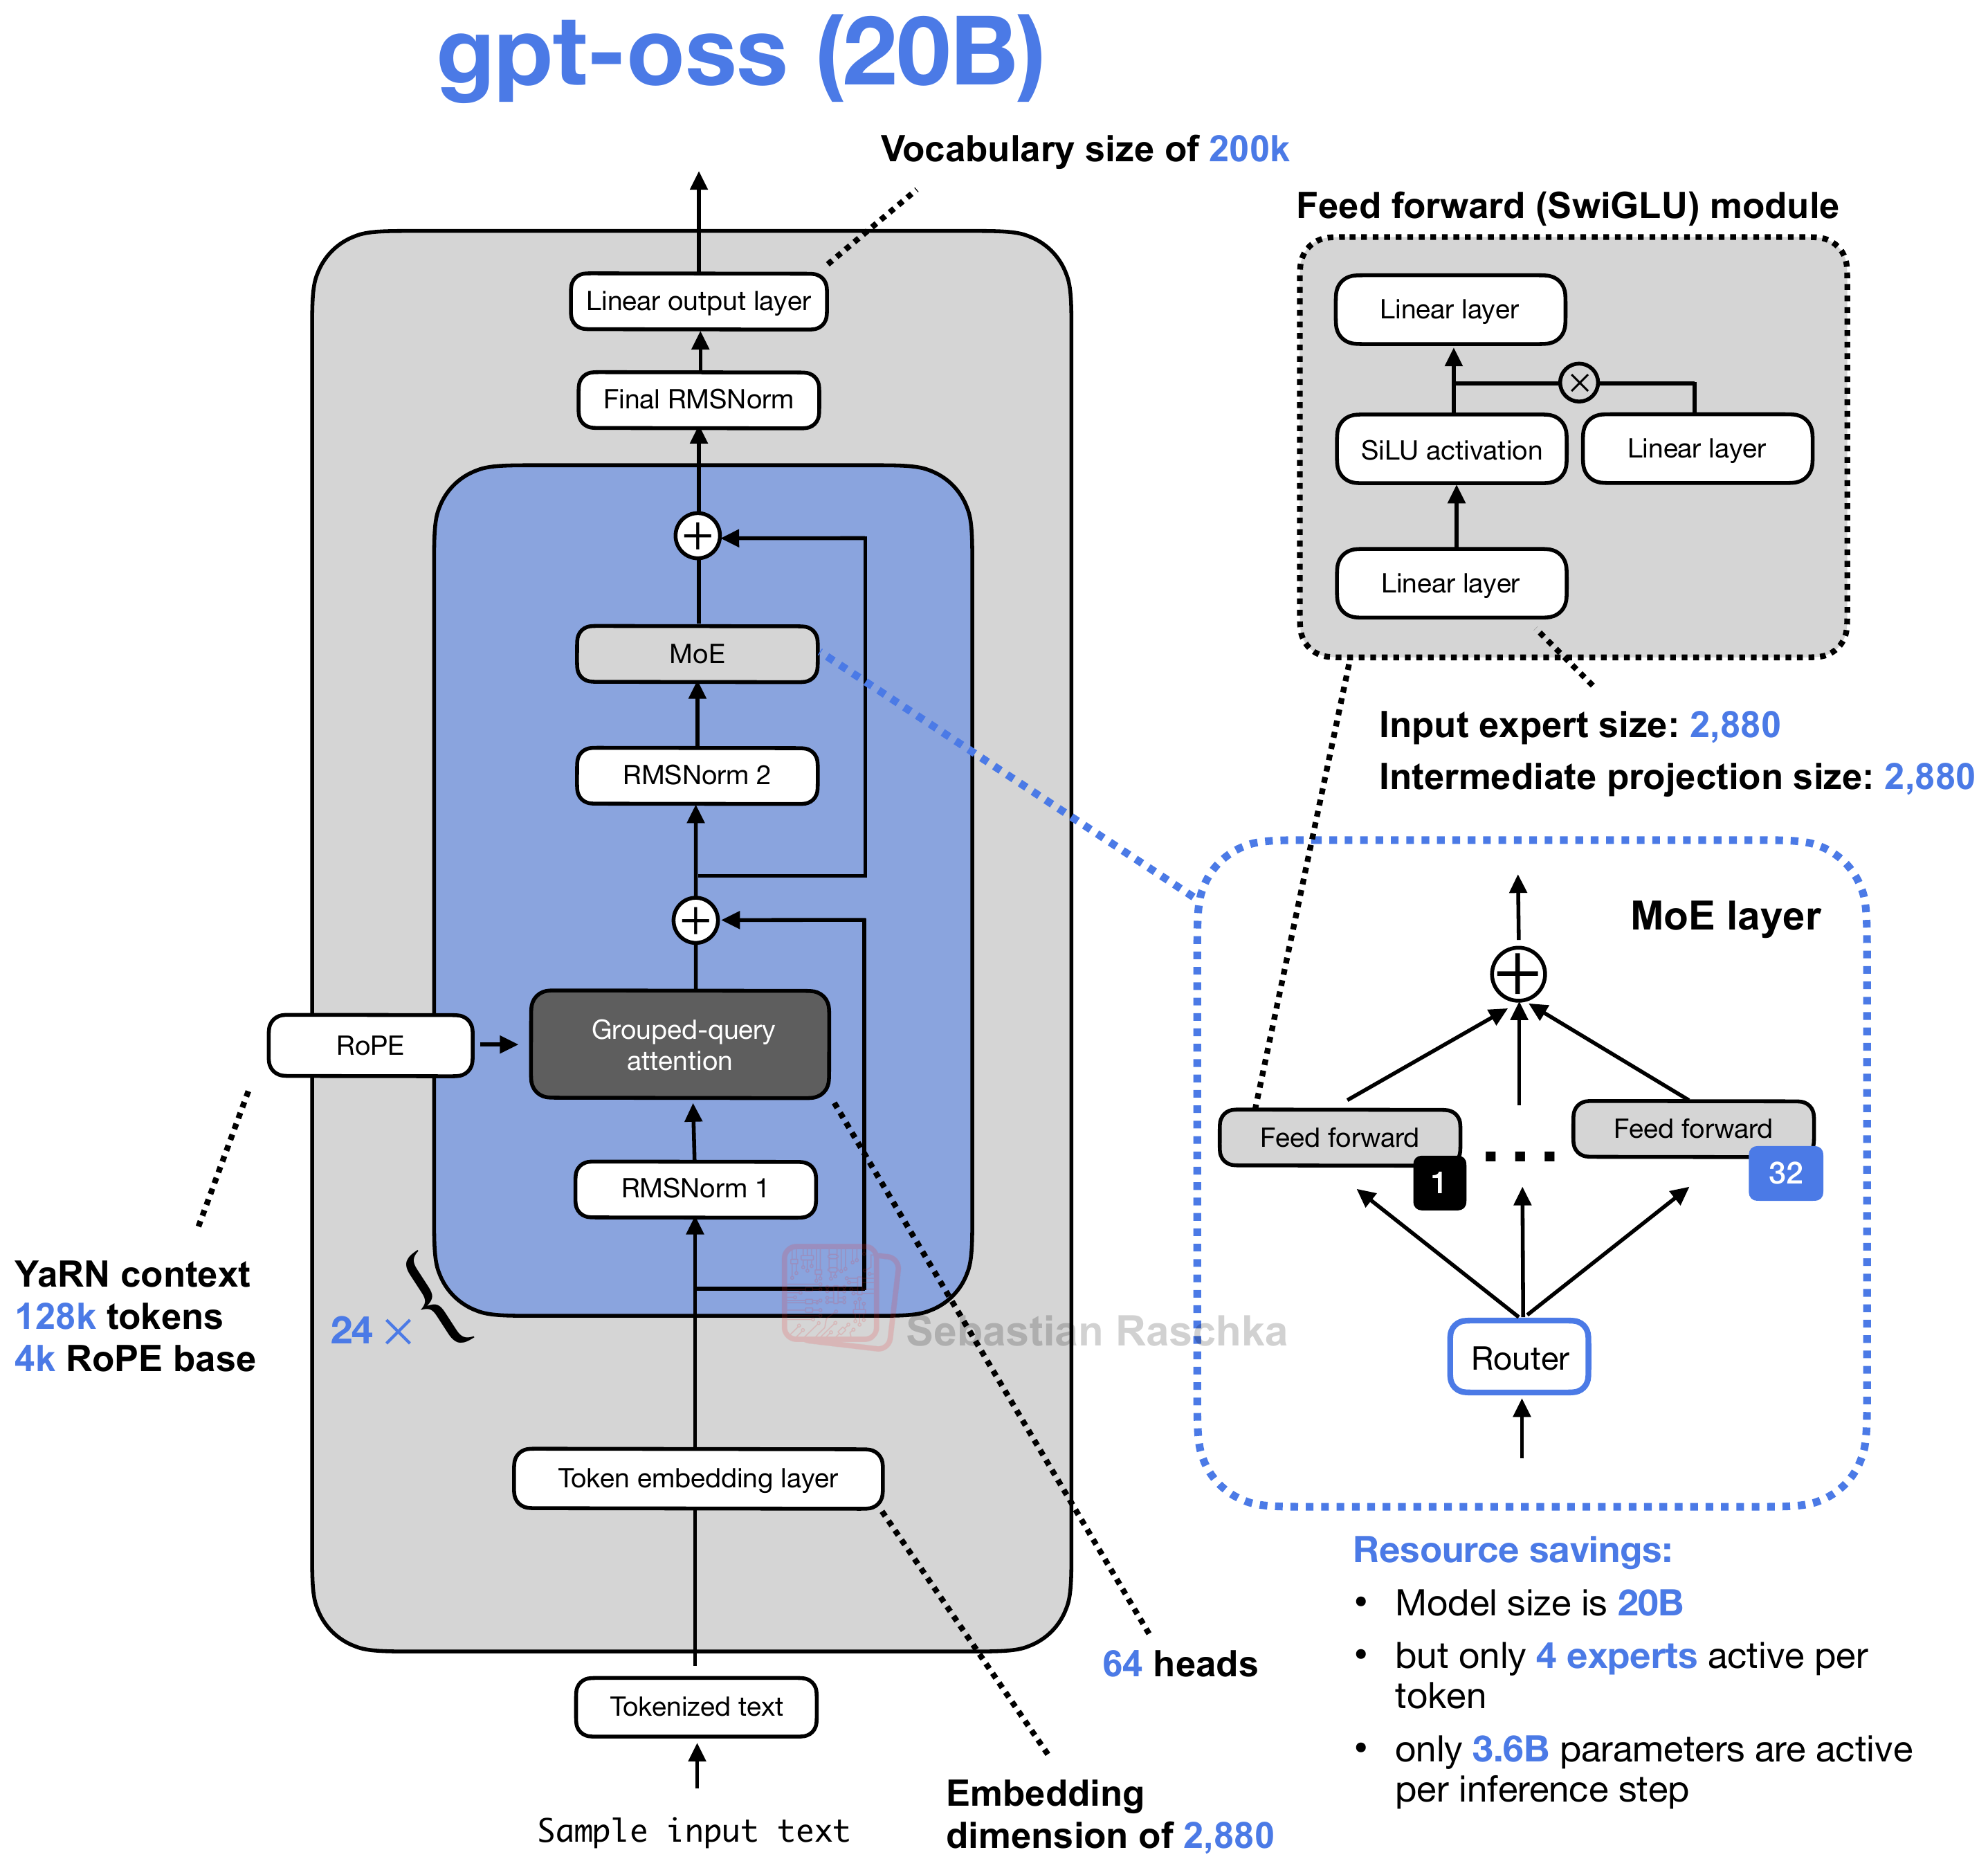 gpt-oss (20B)
Vocabulary size of 200k
Linear output layer
Final RMSNorm
MoE
RMSNorm 2
Grouped-query
attention
RoPE
RMSNorm 1
YaRN context
128k tokens
4k RoPE base
24 ×
Sebastian Raschka
Token embedding layer
64 heads
Tokenized text
Embedding
dimension of 2,880
Sample input text
Feed forward (SwiGLU) module
Linear layer
SiLU activation
Linear layer
Linear layer
Input expert size: 2,880
Intermediate projection size: 2,880
MoE layer
Feed forward
1
...
Feed forward
32
Router
Resource savings:
• Model size is 20B
• but only 4 experts active per
token
• only 3.6B parameters are active
per inference step